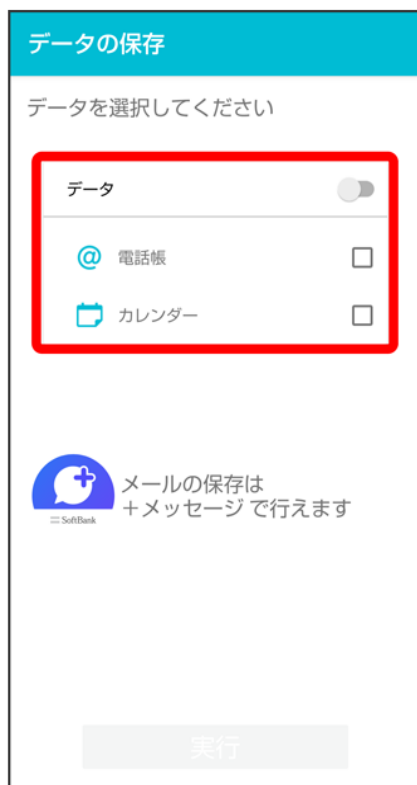 データの保存
データを選択してください
データ
電話帳
カレンダー
メールの保存は
+メッセージ で行えます
SoftBank
実行